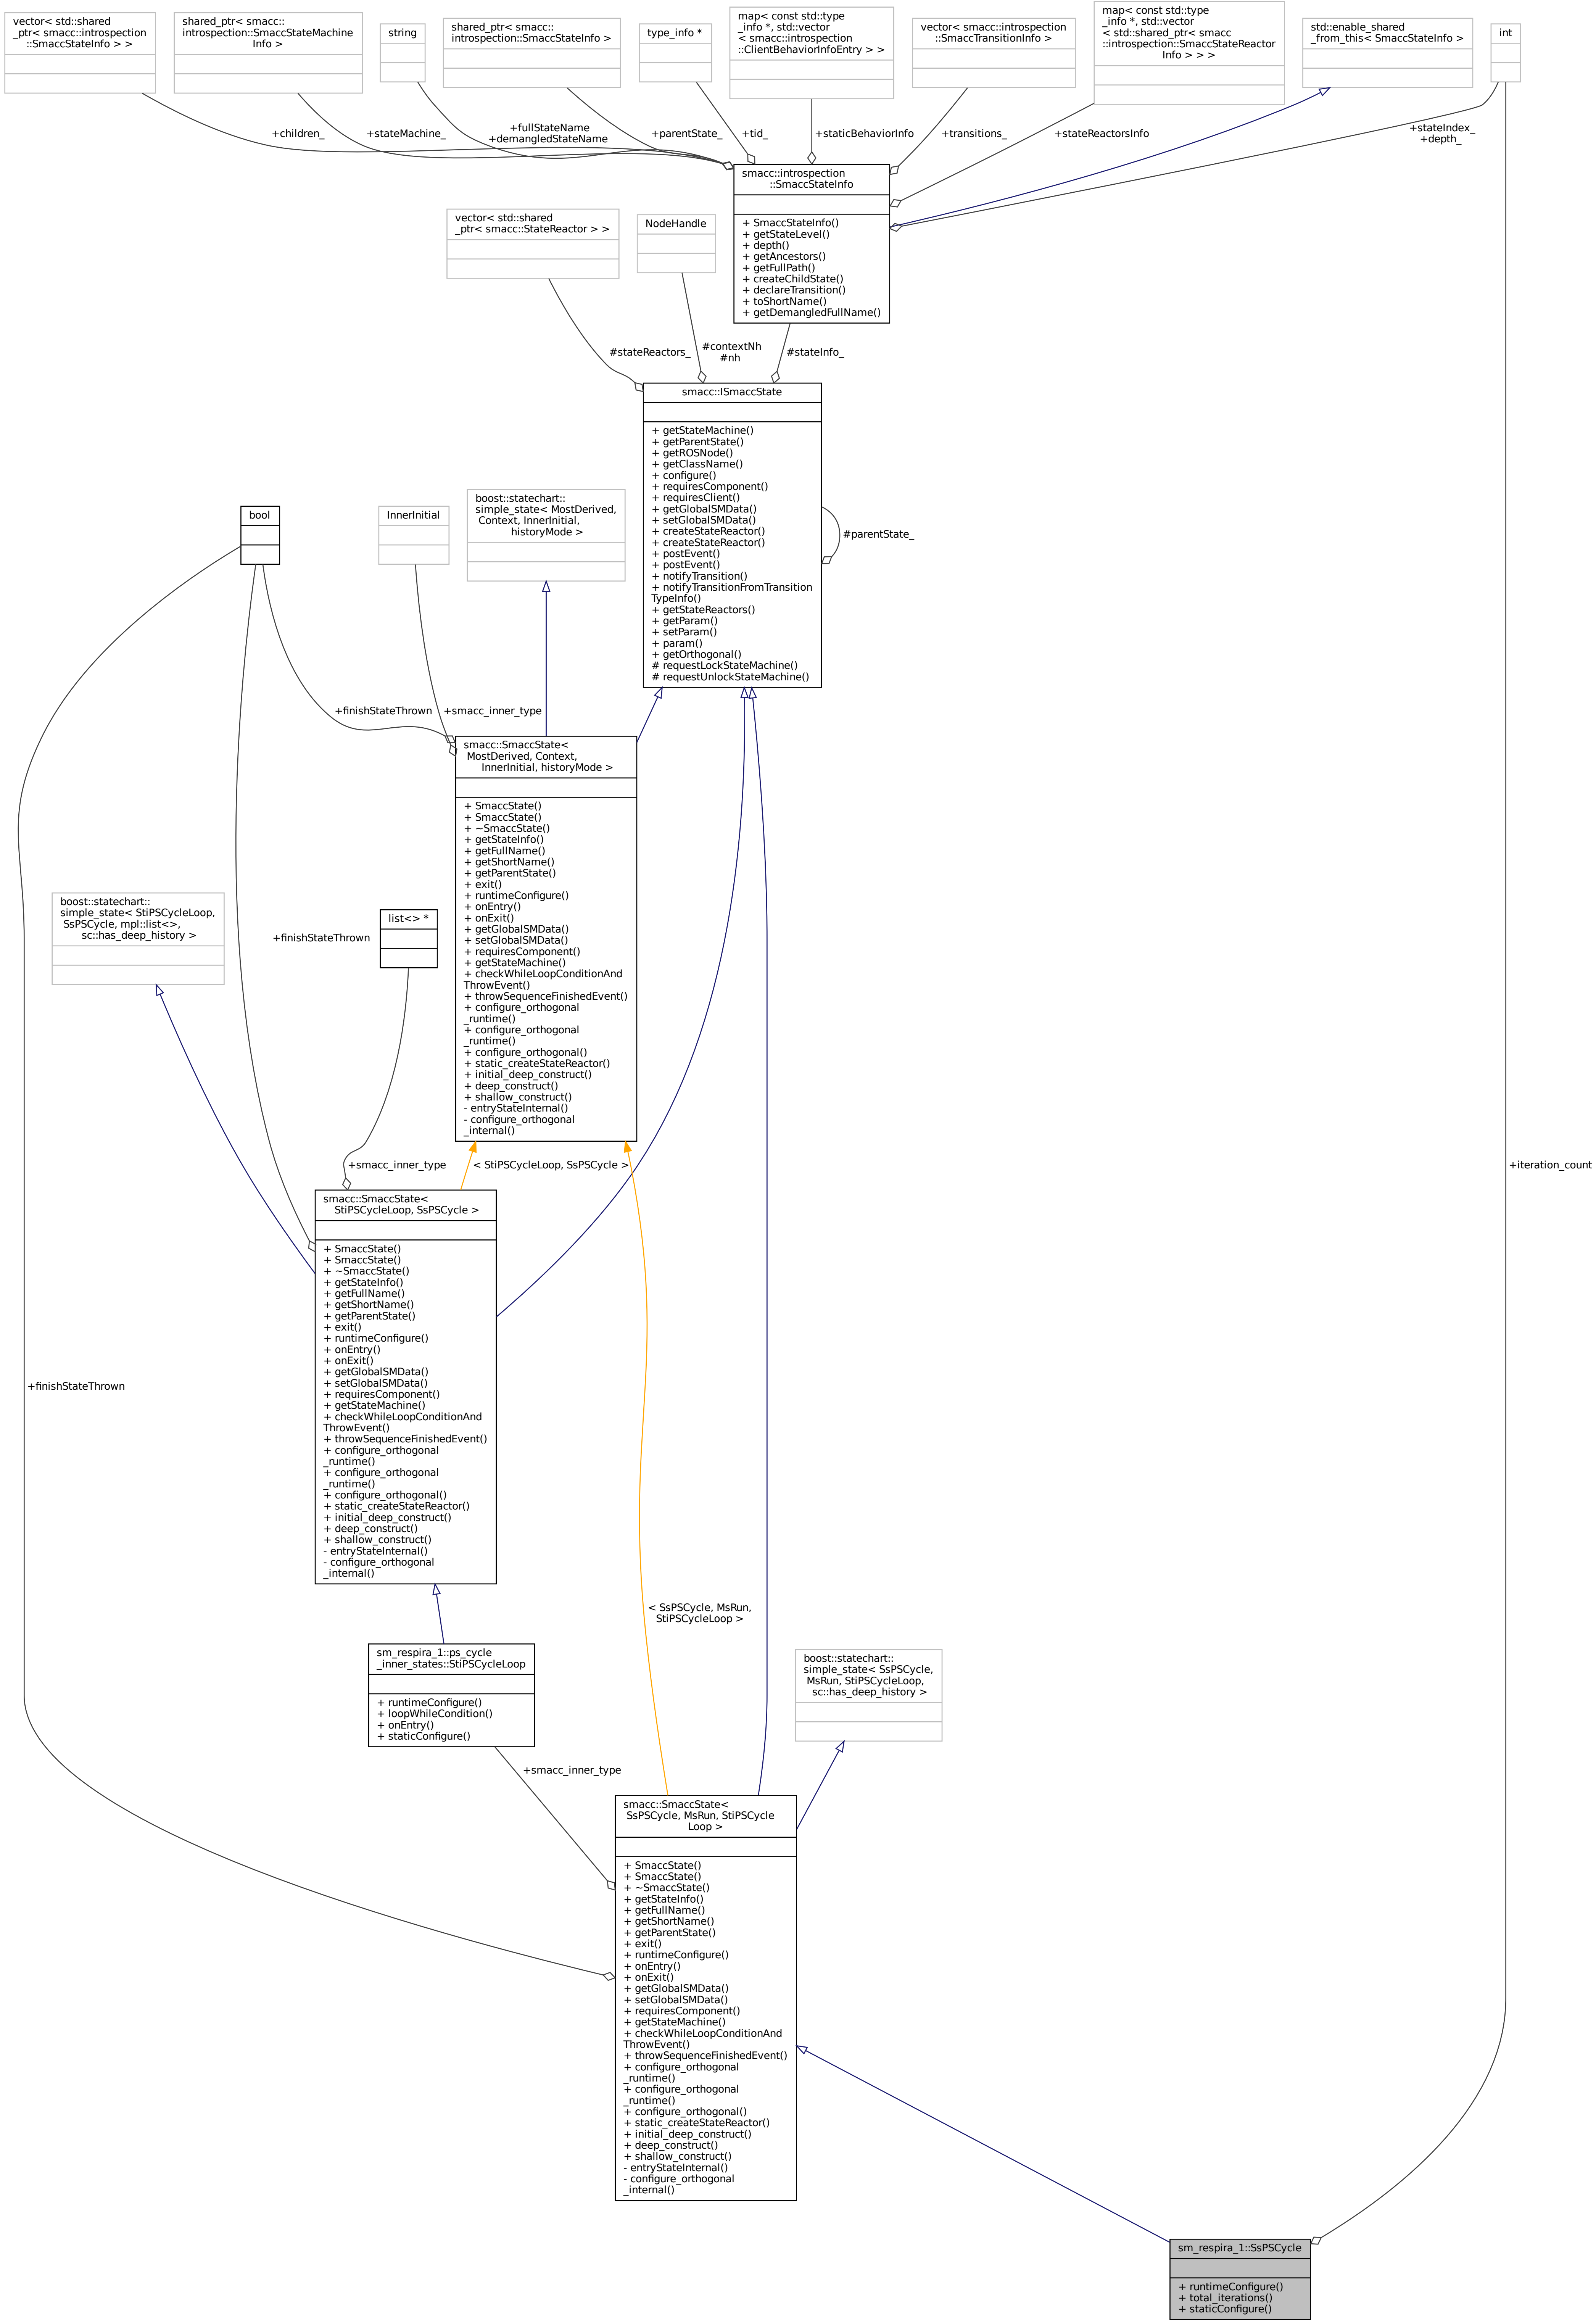 vector< std::shared
_ptr< smacc::introspection
::SmaccStateInfo > >
shared_ptr< smacc::
introspection::SmaccStateMachine
Info >
string
shared_ptr< smacc::
introspection::SmaccStateInfo >
type_info *
map< const std::type
_info *, std::vector
< smacc::introspection
::ClientBehaviorInfoEntry > >
vector< smacc::introspection
::SmaccTransitionInfo >
map< const std::type
_info *, std::vector
< std::shared_ptr< smacc
::introspection::SmaccStateReactor
Info > > >
std::enable_shared
_from_this< SmaccStateInfo >
int
+children_
+stateMachine_
+fullStateName
+demangledStateName
+parentState_
+tid_
+staticBehaviorInfo
+transitions_
+stateReactorsInfo
+stateIndex_
+depth_
smacc::introspection
::SmaccStateInfo
+ SmaccStateInfo()
+ getStateLevel()
+ depth()
+ getAncestors()
+ getFullPath()
+ createChildState()
+ declareTransition()
+ toShortName()
+ getDemangledFullName()
vector< std::shared
_ptr< smacc::StateReactor > >
NodeHandle
#stateReactors_
#contextNh
#nh
#stateInfo_
smacc::ISmaccState
+ getStateMachine()
+ getParentState()
+ getROSNode()
+ getClassName()
+ configure()
+ requiresComponent()
+ requiresClient()
+ getGlobalSMData()
+ setGlobalSMData()
+ createStateReactor()
+ createStateReactor()
+ postEvent()
+ postEvent()
+ notifyTransition()
+ notifyTransitionFromTransition
TypeInfo()
+ getStateReactors()
+ getParam()
+ setParam()
+ param()
+ getOrthogonal()
# requestLockStateMachine()
# requestUnlockStateMachine()
#parentState_
bool
InnerInitial
boost::statechart::
simple_state< MostDerived,
Context, InnerInitial,
historyMode >
+finishStateThrown
+smacc_inner_type
smacc::SmaccState<
MostDerived, Context,
InnerInitial, historyMode >
+ SmaccState()
+ SmaccState()
+ ~SmaccState()
+ getStateInfo()
+ getFullName()
+ getShortName()
+ getParentState()
+ exit()
+ runtimeConfigure()
+ onEntry()
+ onExit()
+ getGlobalSMData()
+ setGlobalSMData()
+ requiresComponent()
+ getStateMachine()
+ checkWhileLoopConditionAnd
ThrowEvent()
+ throwSequenceFinishedEvent()
+ configure_orthogonal
_runtime()
+ configure_orthogonal
_runtime()
+ configure_orthogonal()
+ static_createStateReactor()
+ initial_deep_construct()
+ deep_construct()
+ shallow_construct()
- entryStateInternal()
- configure_orthogonal
_internal()
boost::statechart::
simple_state< StiPSCycleLoop,
SsPSCycle, mpl::list<>,
sc::has_deep_history >
list<> *
+finishStateThrown
+smacc_inner_type
< StiPSCycleLoop, SsPSCycle >
+iteration_count
smacc::SmaccState<
StiPSCycleLoop, SsPSCycle >
+ SmaccState()
+ SmaccState()
+ ~SmaccState()
+ getStateInfo()
+ getFullName()
+ getShortName()
+ getParentState()
+ exit()
+ runtimeConfigure()
+ onEntry()
+ onExit()
+ getGlobalSMData()
+ setGlobalSMData()
+ requiresComponent()
+ getStateMachine()
+ checkWhileLoopConditionAnd
ThrowEvent()
+ throwSequenceFinishedEvent()
+ configure_orthogonal
_runtime()
+ configure_orthogonal
_runtime()
+ configure_orthogonal()
+ static_createStateReactor()
+ initial_deep_construct()
+ deep_construct()
+ shallow_construct()
- entryStateInternal()
- configure_orthogonal
_internal()
+finishStateThrown
< SsPSCycle, MsRun,
StiPSCycleLoop >
sm_respira_1::ps_cycle
_inner_states::StiPSCycleLoop
+ runtimeConfigure()
+ loopWhileCondition()
+ onEntry()
+ staticConfigure()
boost::statechart::
simple_state< SsPSCycle,
MsRun, StiPSCycleLoop,
sc::has_deep_history >
+smacc_inner_type
smacc::SmaccState<
SsPSCycle, MsRun, StiPSCycle
Loop >
+ SmaccState()
+ SmaccState()
+ ~SmaccState()
+ getStateInfo()
+ getFullName()
+ getShortName()
+ getParentState()
+ exit()
+ runtimeConfigure()
+ onEntry()
+ onExit()
+ getGlobalSMData()
+ setGlobalSMData()
+ requiresComponent()
+ getStateMachine()
+ checkWhileLoopConditionAnd
ThrowEvent()
+ throwSequenceFinishedEvent()
+ configure_orthogonal
_runtime()
+ configure_orthogonal
_runtime()
+ configure_orthogonal()
+ static_createStateReactor()
+ initial_deep_construct()
+ deep_construct()
+ shallow_construct()
- entryStateInternal()
- configure_orthogonal
_internal()
sm_respira_1::SsPSCycle
+ runtimeConfigure()
+ total_iterations()
+ staticConfigure()